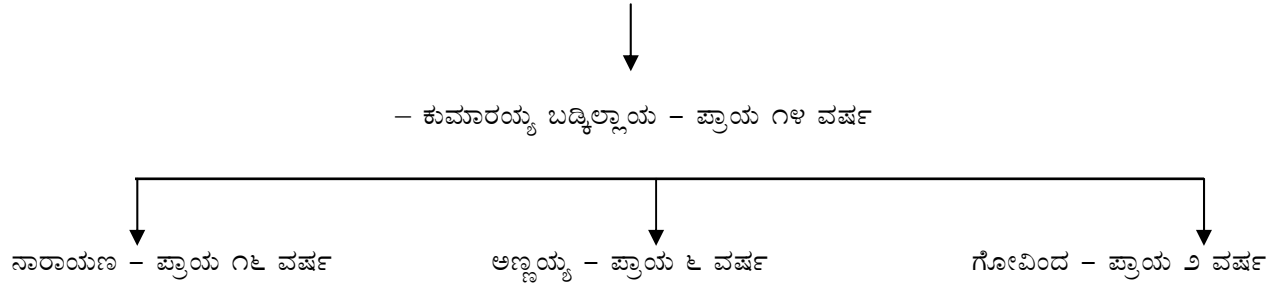 – ಕುಮಾರಯ್ಯ ಬಡ್ಕಿಲ್ಲಾಯ – ಪ್ರಾಯ ೧೪ ವರ್ಷ
ನಾರಾಯಣ – ಪ್ರಾಯ ೧೬ ವರ್ಷ ಅಣ್ಣಯ್ಯ – ಪ್ರಾಯ ೬ ವರ್ಷ ಗೋವಿಂದ – ಪ್ರಾಯ ೨ ವರ್ಷ